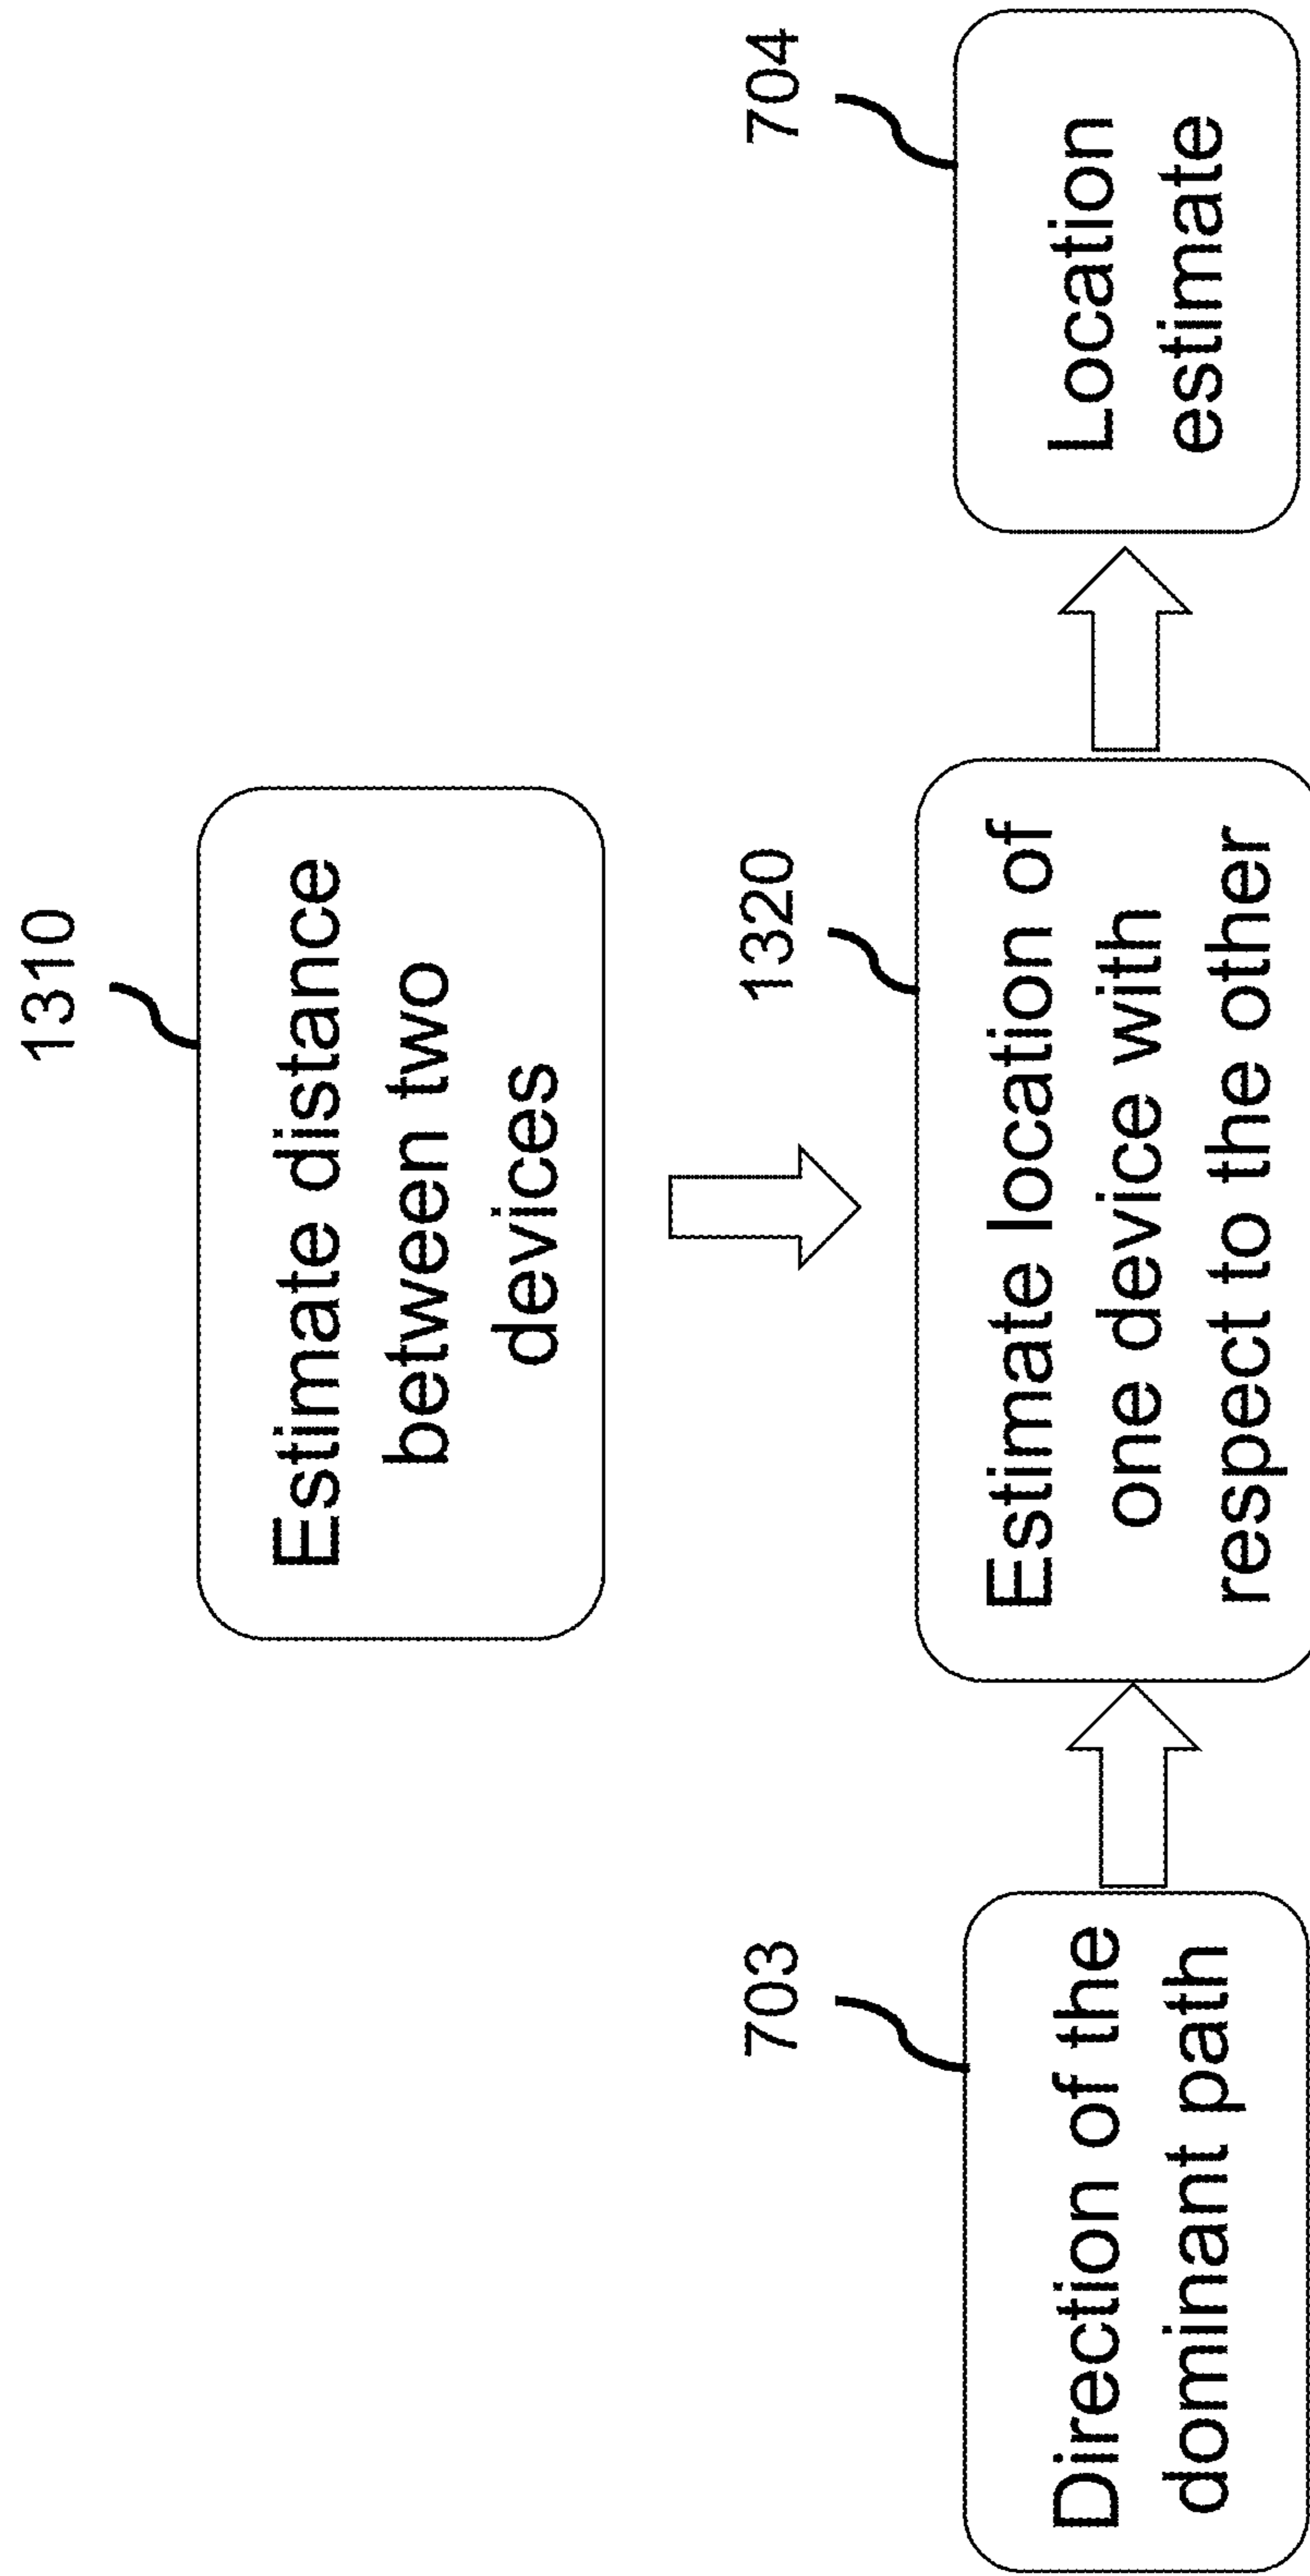 1310
Estimate distance
between two
devices
703
Direction of the
dominant path
1320
Estimate location of
one device with
respect to the other
704
Location
estimate